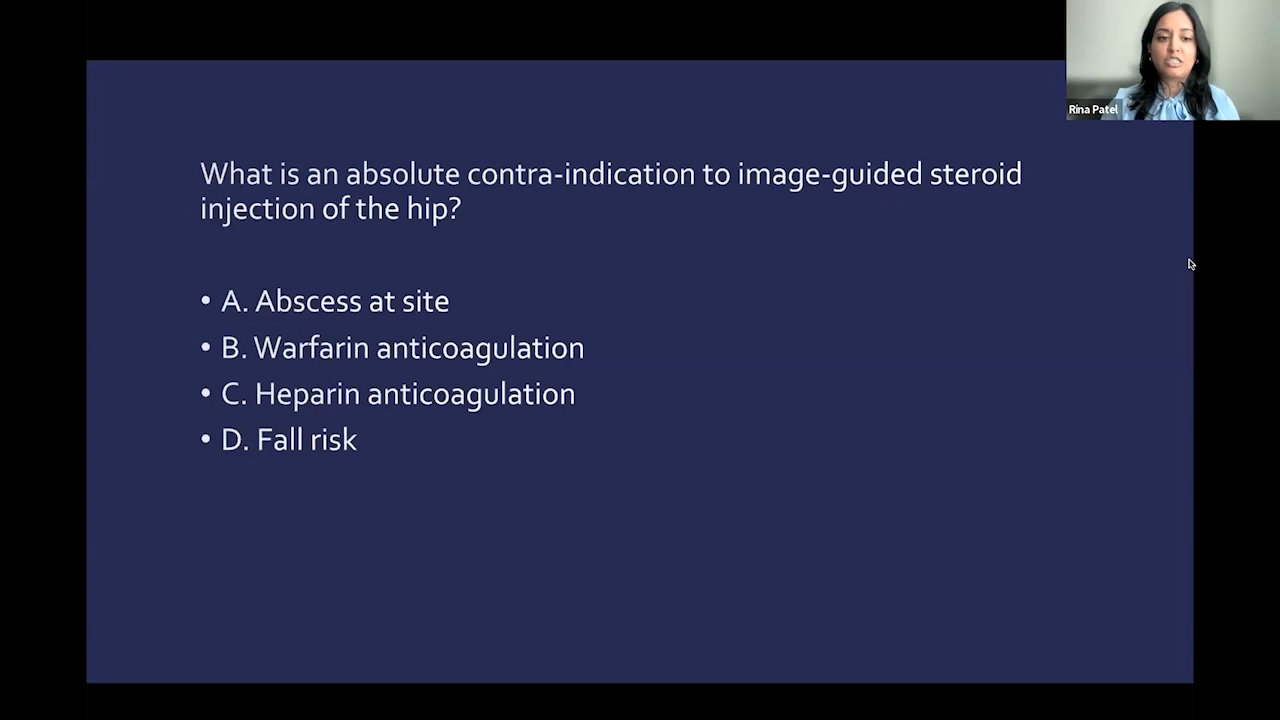 Rina Patel
What is an absolute contra-indication to image-guided steroid
injection of the hip?
• A. Abscess at site
• B. Warfarin anticoagulation
• C. Heparin anticoagulation
• D. Fall risk